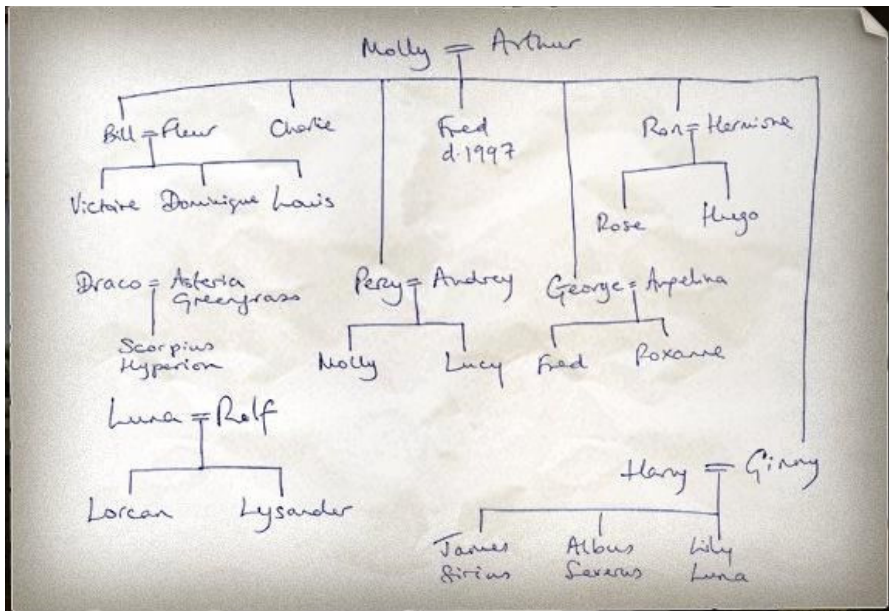 Molly = Arthur
Bill = Fleur Charlie Fred Ron = Hermione
d. 1997
Victoire Dominique Louis Rose Hugo
Draco = Asteria Percy = Audrey George = Angelina
Greengrass
Scorpius Molly Lucy Fred Roxanne
Hyperion
Luna = Rolf
Harry = Ginny
Lorcan Lysander
James Albus Lily
Sirius Severus Luna